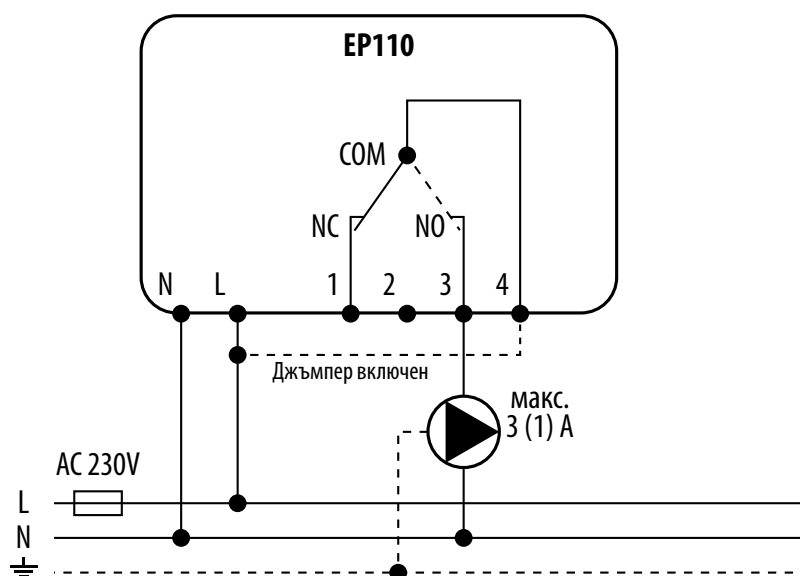 EP110
COM
NC NO
N L 1 2 3 4
Джъмпер включен
макс.
3 (1) A
AC 230V
L
N